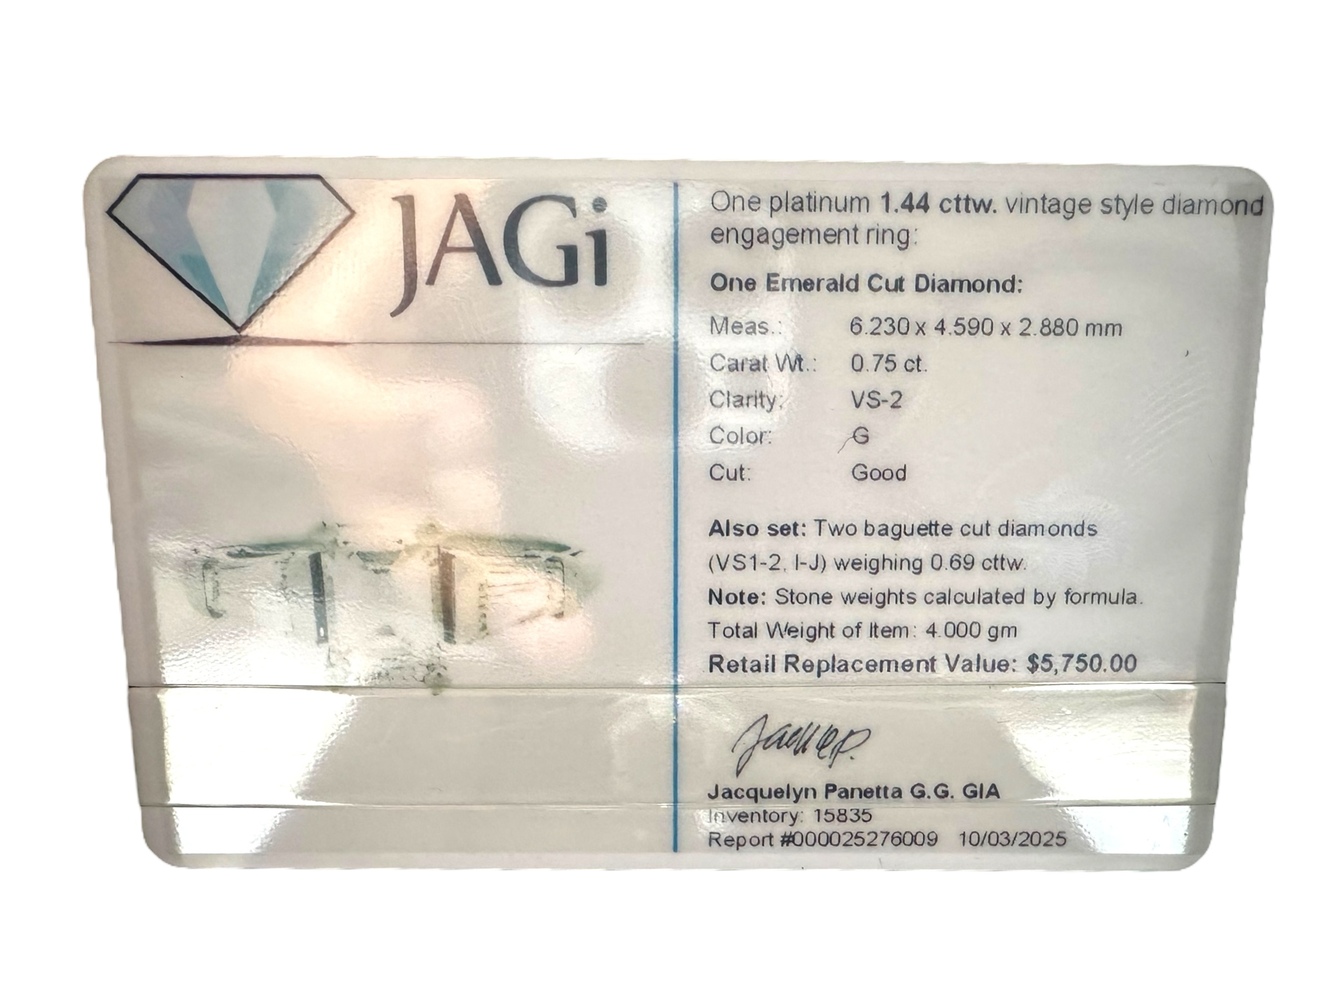 JAGi
One platinum 1.44 cttw. vintage style diamond
engagement ring:
One Emerald Cut Diamond:
Meas.: 6.230 x 4.590 x 2.880 mm
Carat Wt.: 0.75 ct.
Clarity: VS-2
Color: G
Cut: Good
Also set: Two baguette cut diamonds
(VS1-2, I-J) weighing 0.69 cttw.
Note: Stone weights calculated by formula.
Total Weight of Item: 4.000 gm
Retail Replacement Value: $5,750.00
Jacquelyn Panetta G.G. GIA
Inventory: 15835
Report #000025276009 10/03/2025